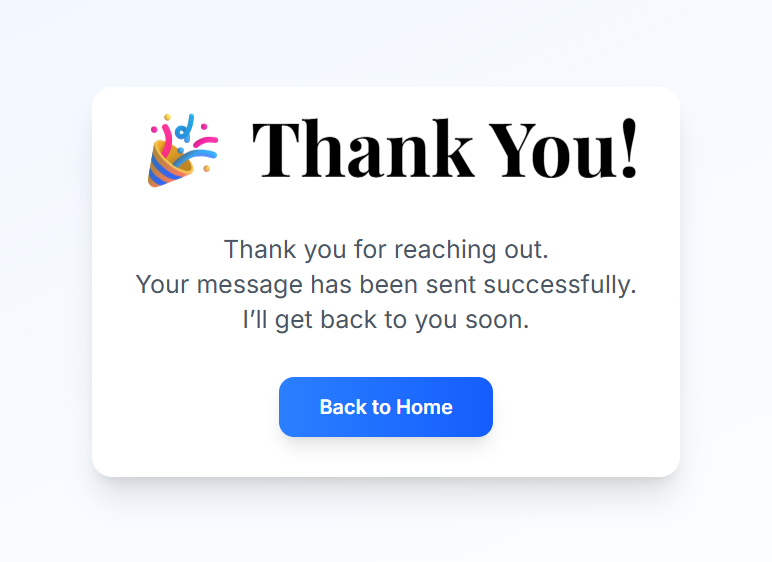 🎉 Thank You!
Thank you for reaching out.
Your message has been sent successfully.
I’ll get back to you soon.
Back to Home